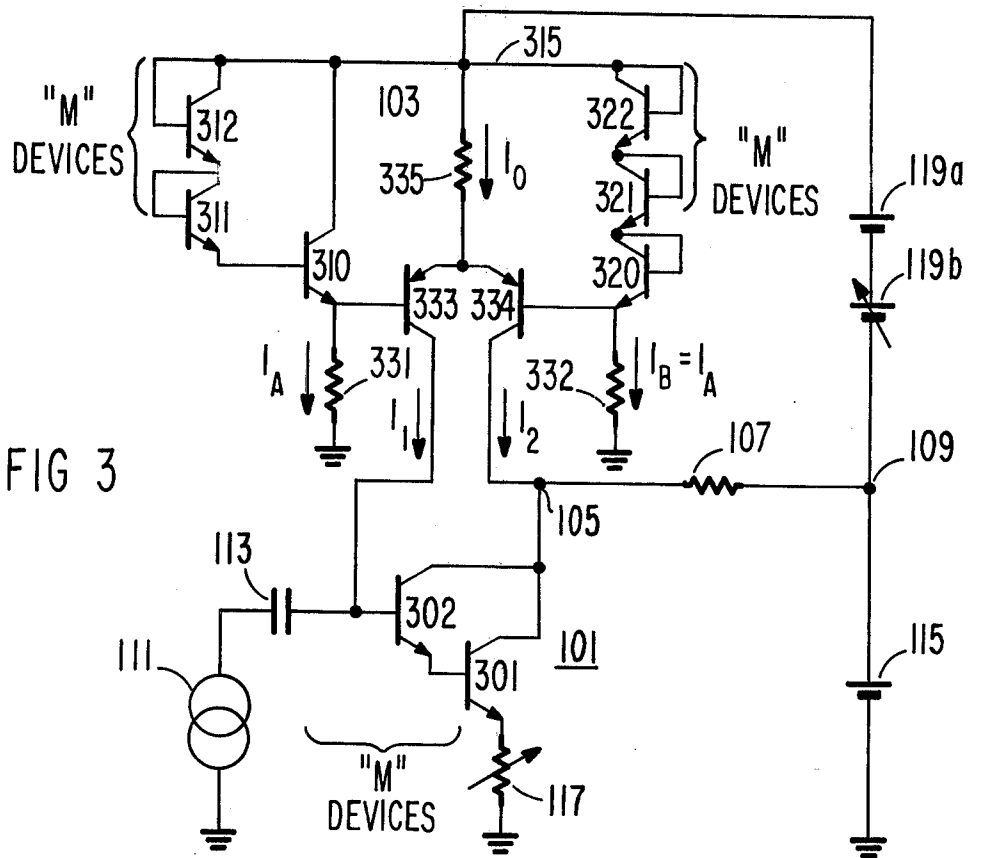 315
"M"
DEVICES
312
311
103
335
I0
322
321
320
"M"
DEVICES
119a
119b
310
333
334
IA
331
I1
I2
332
IB = IA
107
109
105
FIG 3
113
302
301
101
111
115
"M"
DEVICES
117